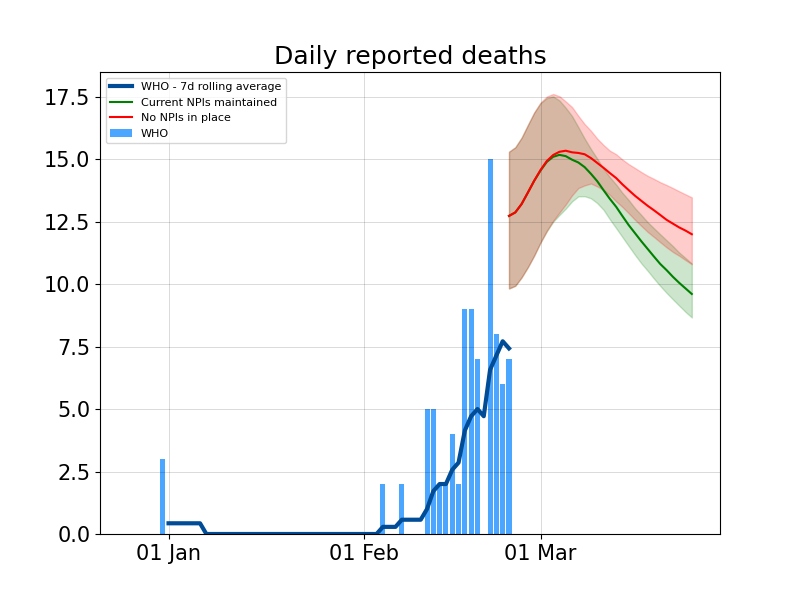 Daily reported deaths
WHO - 7d rolling average
Current NPIs maintained
No NPIs in place
WHO
17.5
15.0
12.5
10.0
7.5
5.0
2.5
0.0
01 Jan
01 Feb
01 Mar